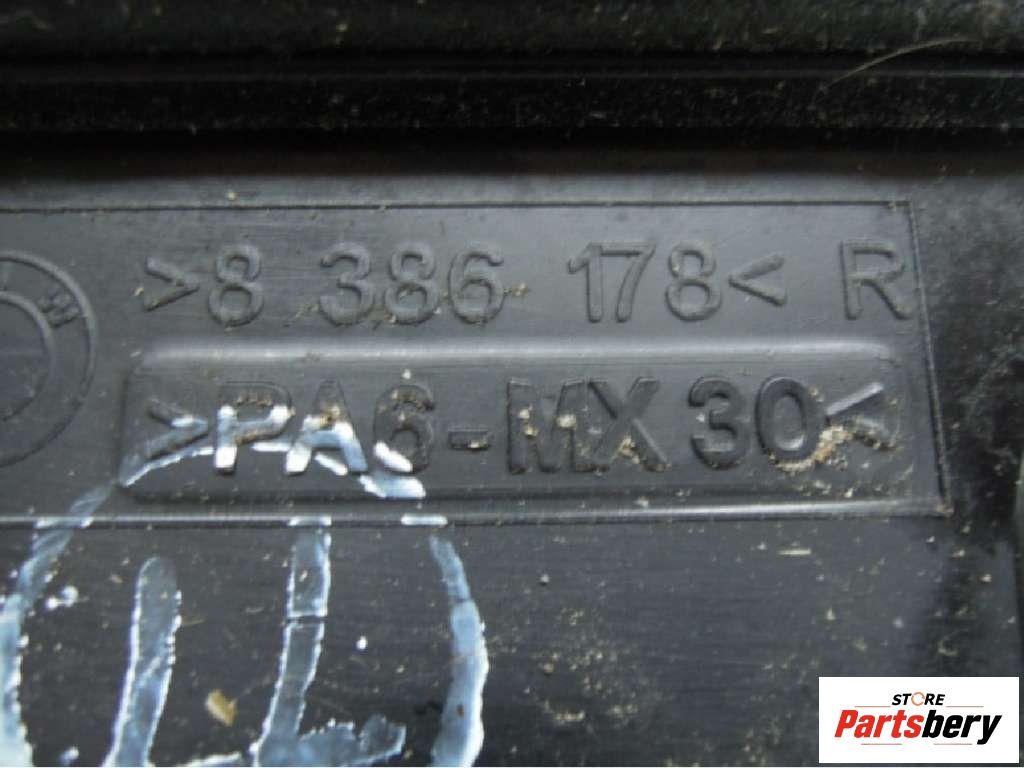 >8 386 178< R
>PA6-MX30<
STORE
Partsbery